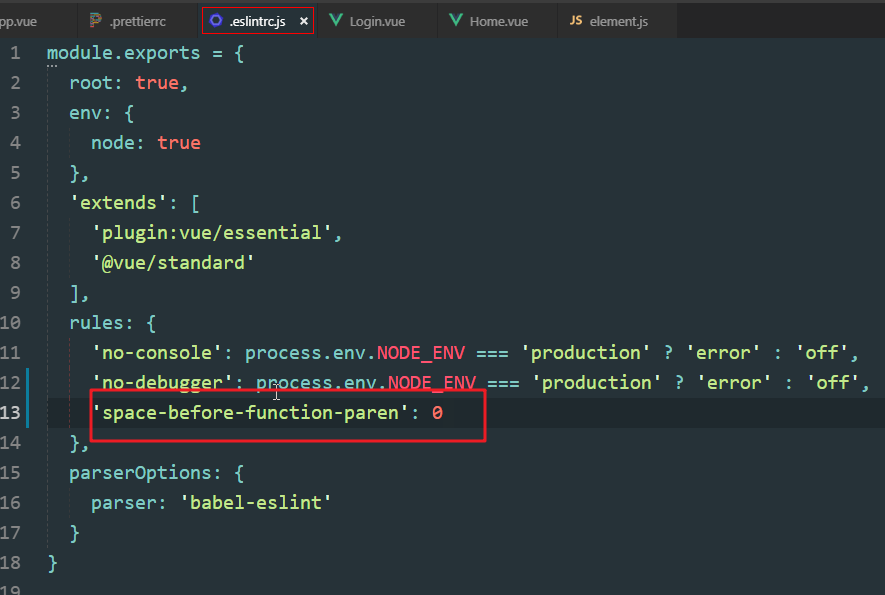 pp.vue .prettierrc .eslintrc.js × Login.vue Home.vue JS element.js
1 module.exports = {
2   root: true,
3   env: {
4     node: true
5   },
6   'extends': [
7     'plugin:vue/essential',
8     '@vue/standard'
9   ],
10   rules: {
11     'no-console': process.env.NODE_ENV === 'production' ? 'error' : 'off',
12     'no-debugger': process.env.NODE_ENV === 'production' ? 'error' : 'off',
13     'space-before-function-paren': 0
14   },
15   parserOptions: {
16     parser: 'babel-eslint'
17   }
18 }
19